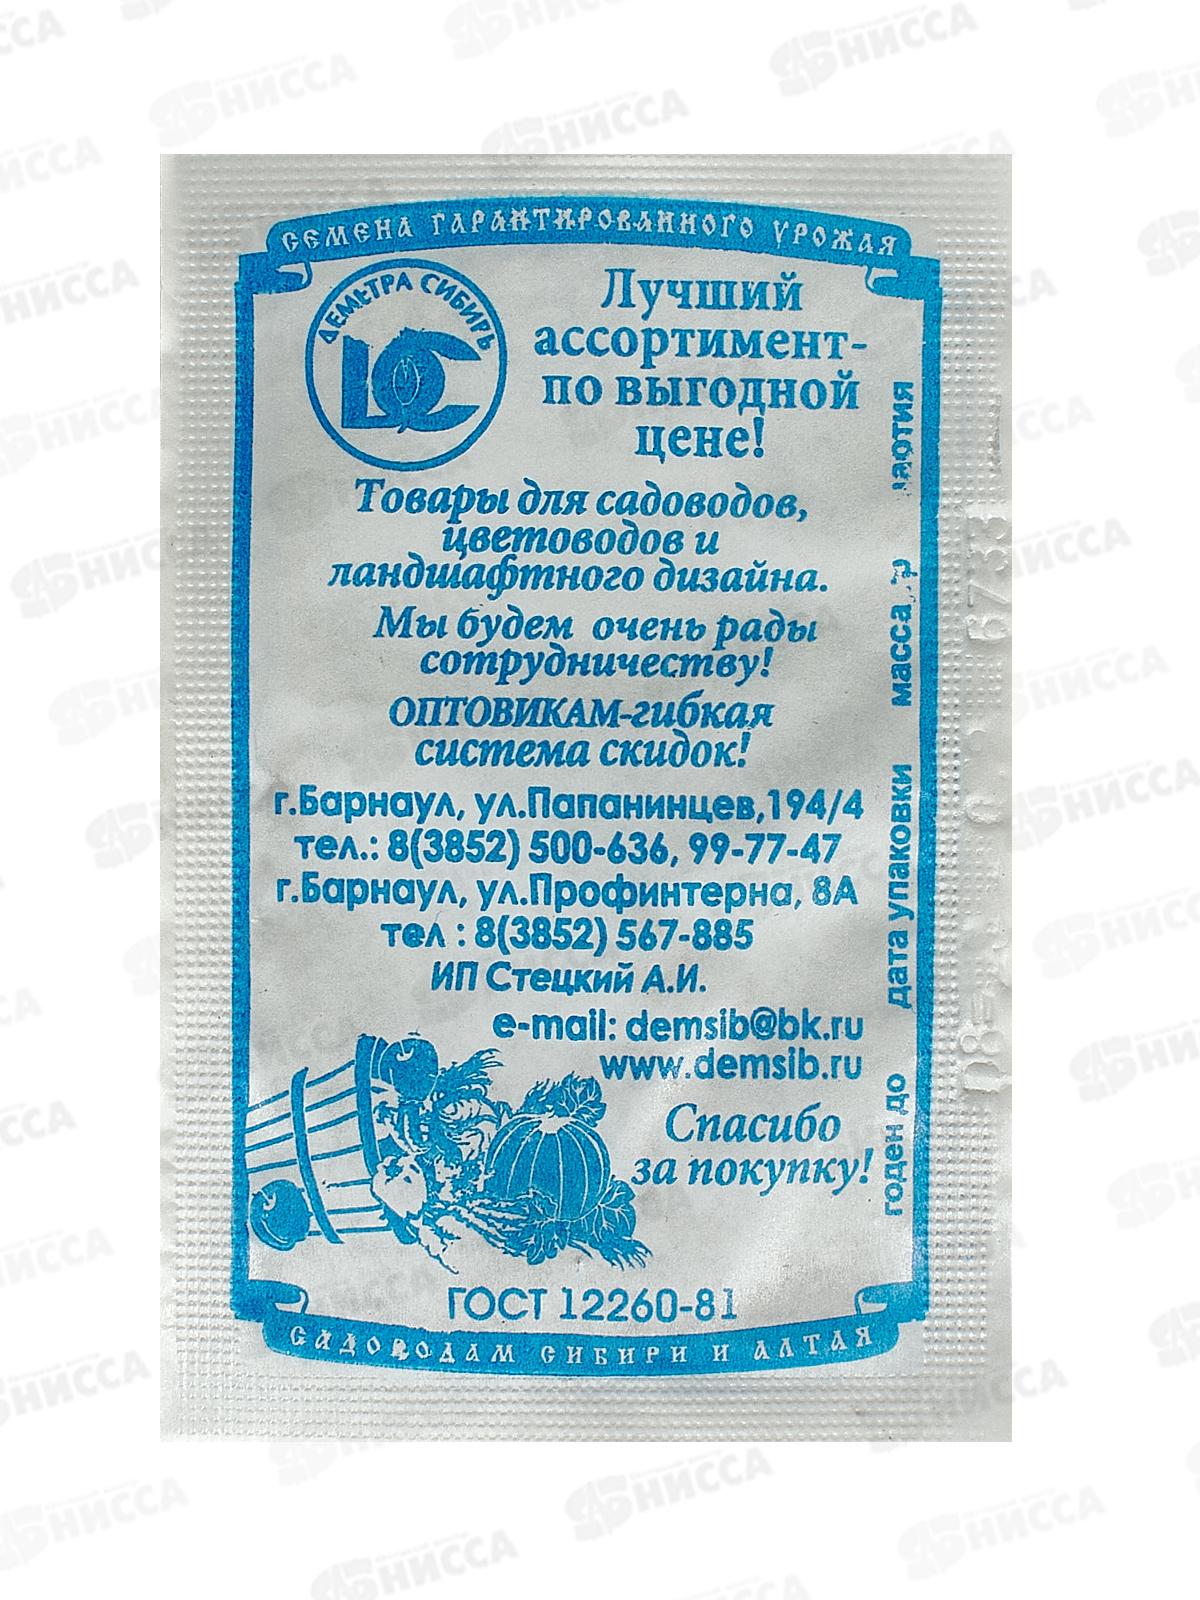 СЕМЕНА ГАРАНТИРОВАННОГО УРОЖАЯ
ДЕМЕТРА СИБИРЬ
Лучший
ассортимент-
по выгодной
цене!
Товары для садоводов,
цветоводов и
ландшафтного дизайна.
Мы будем очень рады
сотрудничеству!
ОПТОВИКАМ-гибкая
система скидок!
г.Барнаул, ул.Папанинцев,194/4
тел.: 8(3852) 500-636, 99-77-47
г.Барнаул, ул.Профинтерна, 8А
тел : 8(3852) 567-885
ИП Стецкий А.И.
e-mail: demsib@bk.ru
www.demsib.ru
Спасибо
за покупку!
ГОСТ 12260-81
САДОВОДАМ СИБИРИ И АЛТАЯ
годен до дата упаковки масса, р партия
6733
НИССА